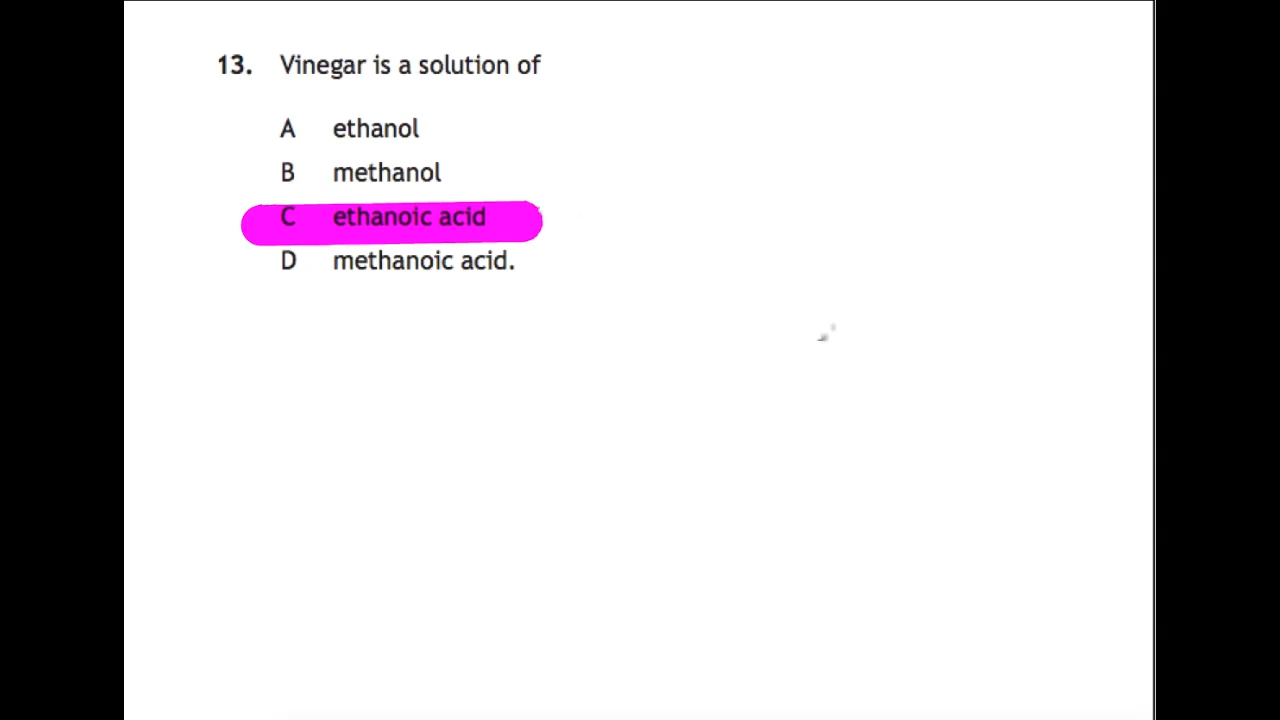 13. Vinegar is a solution of
A ethanol
B methanol
C ethanoic acid
D methanoic acid.